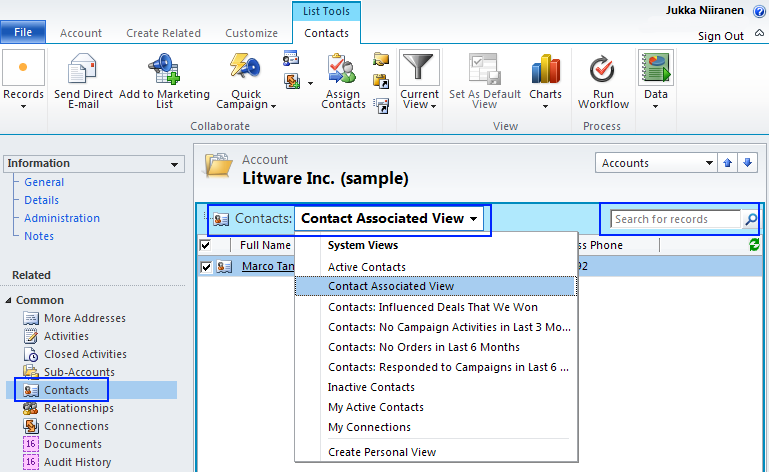 List Tools
Jukka Niiranen
File
Account
Create Related
Customize
Contacts
Sign Out
Records
Send Direct E-mail
Add to Marketing List
Quick Campaign
Assign Contacts
Current View
Set As Default View
Charts
Run Workflow
Data
Collaborate
View
Process
Information
General
Details
Administration
Notes
Related
Common
More Addresses
Activities
Closed Activities
Sub-Accounts
Contacts
Relationships
Connections
16 Documents
16 Audit History
Account
Litware Inc. (sample)
Accounts
Contacts: Contact Associated View
Search for records
Full Name
ss Phone
Marco Tan
92
System Views
Active Contacts
Contact Associated View
Contacts: Influenced Deals That We Won
Contacts: No Campaign Activities in Last 3 Mo...
Contacts: No Orders in Last 6 Months
Contacts: Responded to Campaigns in Last 6 ...
Inactive Contacts
My Active Contacts
My Connections
Create Personal View